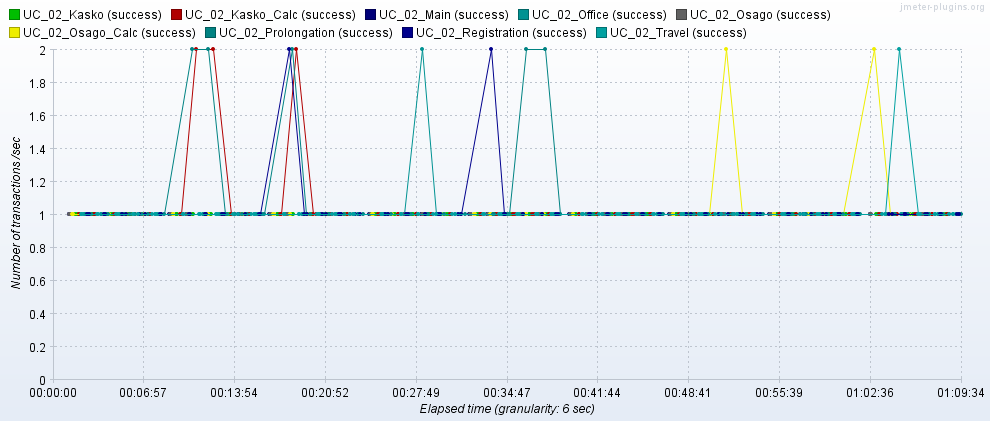 jmeter-plugins.org
UC_02_Kasko (success) UC_02_Kasko_Calc (success) UC_02_Main (success) UC_02_Office (success) UC_02_Osago (success)
UC_02_Osago_Calc (success) UC_02_Prolongation (success) UC_02_Registration (success) UC_02_Travel (success)
Number of transactions /sec
2
1.8
1.6
1.4
1.2
1
0.8
0.6
0.4
0.2
0
00:00:00 00:06:57 00:13:54 00:20:52 00:27:49 00:34:47 00:41:44 00:48:41 00:55:39 01:02:36 01:09:34
Elapsed time (granularity: 6 sec)